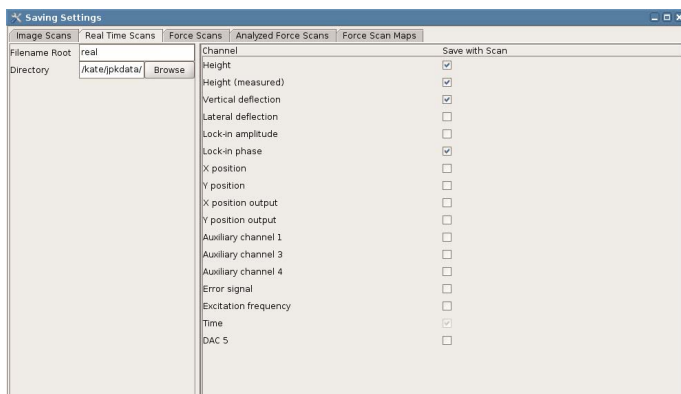 Saving Settings
Image Scans Real Time Scans Force Scans Analyzed Force Scans Force Scan Maps
Filename Root real
Directory /kate/jpkdata/ Browse
Channel Save with Scan
Height
Height (measured)
Vertical deflection
Lateral deflection
Lock-in amplitude
Lock-in phase
X position
Y position
X position output
Y position output
Auxiliary channel 1
Auxiliary channel 3
Auxiliary channel 4
Error signal
Excitation frequency
Time
DAC 5